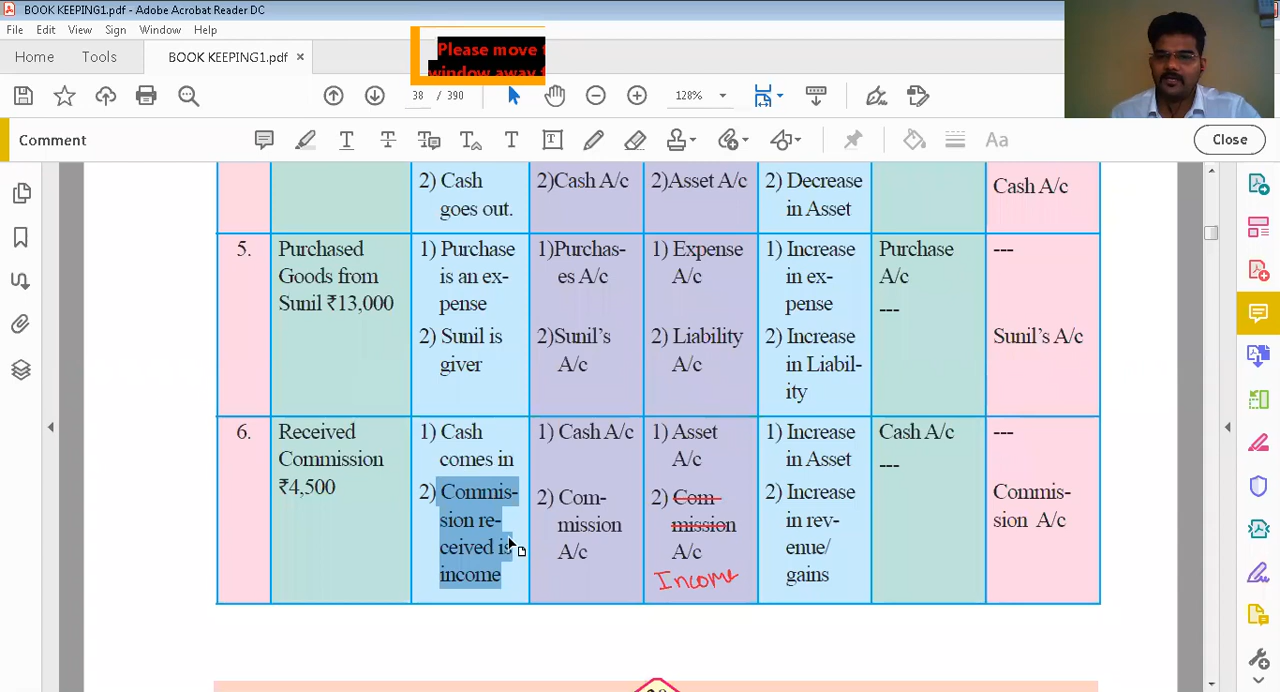 BOOK KEEPING1.pdf - Adobe Acrobat Reader DC
File Edit View Sign Window Help
Home Tools BOOK KEEPING1.pdf ×
Please move t
window away f
38 / 390 128%
Comment Close
2) Cash 2)Cash A/c 2)Asset A/c 2) Decrease Cash A/c
goes out. in Asset
5. Purchased 1) Purchase 1)Purchas- 1) Expense 1) Increase Purchase ---
Goods from is an ex- es A/c A/c in ex- A/c
Sunil ₹13,000 pense pense ---
2) Sunil is 2)Sunil's 2) Liability 2) Increase Sunil's A/c
giver A/c A/c in Liabil-
ity
6. Received 1) Cash 1) Cash A/c 1) Asset 1) Increase Cash A/c ---
Commission comes in A/c in Asset ---
₹4,500 2) Commis- 2) Com- 2) Com- 2) Increase Commis-
sion re- mission mission in rev- sion A/c
ceived is A/c A/c enue/
income Income gains